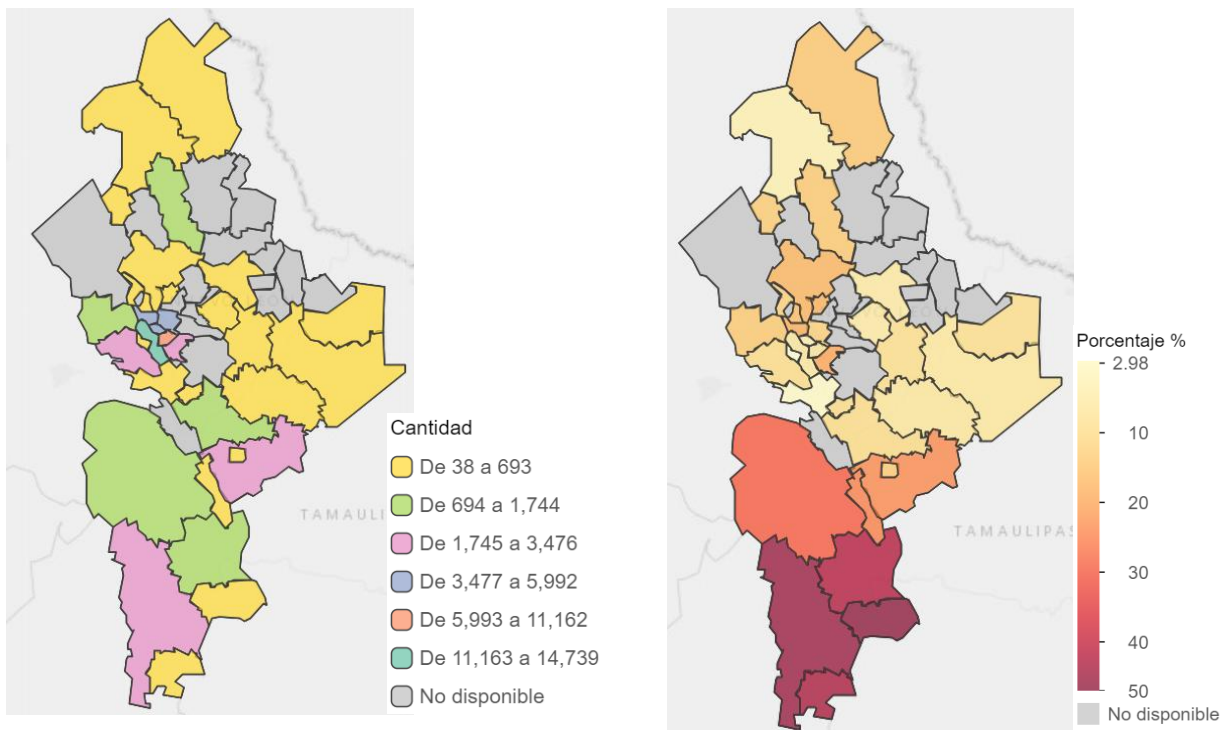 Cantidad
De 38 a 693
De 694 a 1,744
De 1,745 a 3,476
De 3,477 a 5,992
De 5,993 a 11,162
De 11,163 a 14,739
No disponible
TAMAULI
Porcentaje %
2.98
10
20
30
40
50
No disponible
TAMAULIPAS